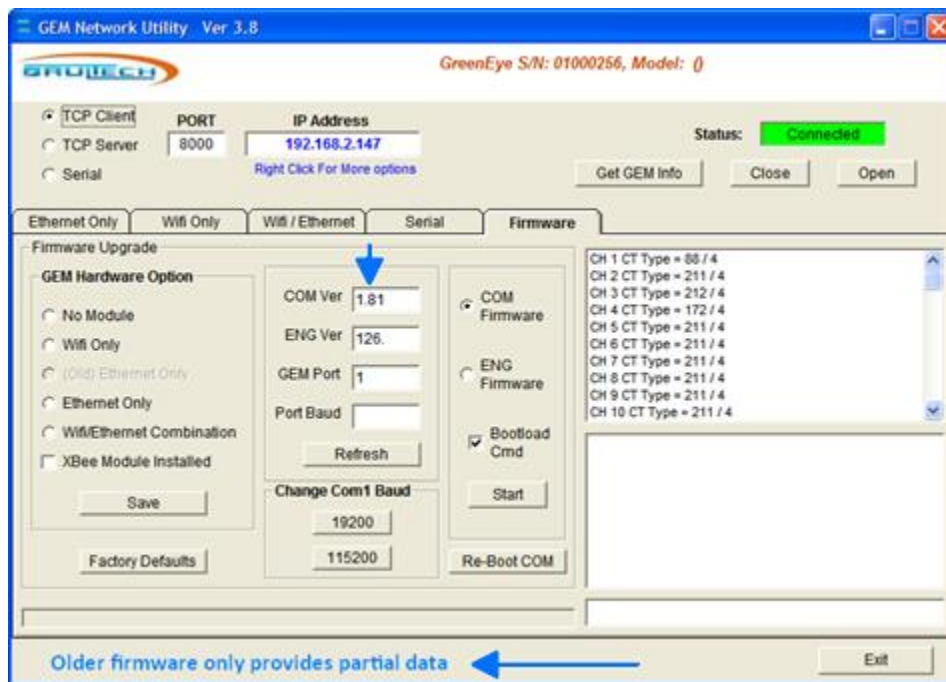 GEM Network Utility Ver 3.8
BRULTECH
GreenEye S/N: 01000256, Model: ()
TCP Client
PORT
IP Address
TCP Server
8000
192.168.2.147
Status:
Connected
Serial
Right Click For More options
Get GEM Info
Close
Open
Ethernet Only
Wifi Only
Wifi / Ethernet
Serial
Firmware
Firmware Upgrade
GEM Hardware Option
No Module
Wifi Only
(Old) Ethernet Only
Ethernet Only
Wifi/Ethernet Combination
XBee Module Installed
Save
Factory Defaults
COM Ver
1.81
ENG Ver
126.
GEM Port
1
Port Baud
Refresh
Change Com1 Baud
19200
115200
COM
Firmware
ENG
Firmware
Bootload
Cmd
Start
Re-Boot COM
CH 1 CT Type = 88 / 4
CH 2 CT Type = 211 / 4
CH 3 CT Type = 212 / 4
CH 4 CT Type = 172 / 4
CH 5 CT Type = 211 / 4
CH 6 CT Type = 211 / 4
CH 7 CT Type = 211 / 4
CH 8 CT Type = 211 / 4
CH 9 CT Type = 211 / 4
CH 10 CT Type = 211 / 4
Older firmware only provides partial data
Exit